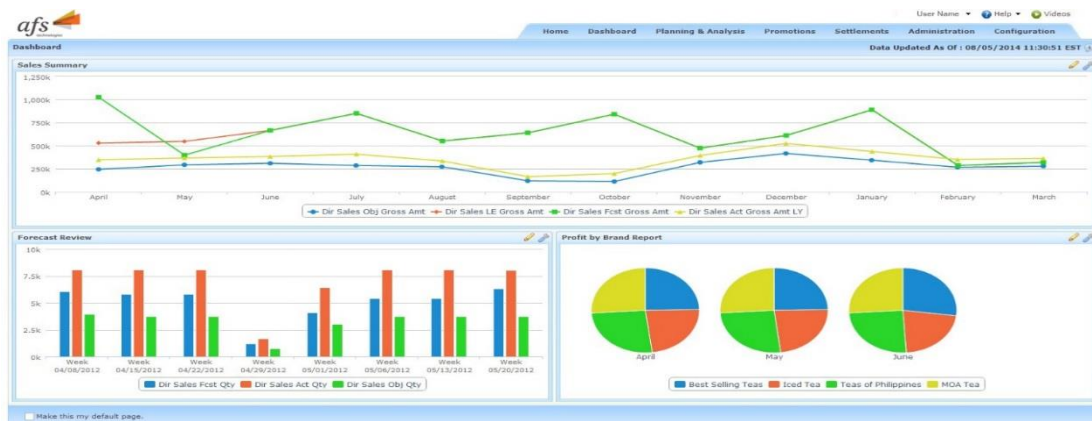 afs
technologies
User Name Help Videos
Home Dashboard Planning & Analysis Promotions Settlements Administration Configuration
Dashboard
Data Updated As Of : 08/05/2014 11:30:51 EST
Sales Summary
1,250k
1,000k
750k
500k
250k
0k
April May June July August September October November December January February March
Dir Sales Obj Gross Amt Dir Sales LE Gross Amt Dir Sales Fcst Gross Amt Dir Sales Act Gross Amt LY
Forecast Review
10k
7.5k
5k
2.5k
0k
Week Week Week Week Week Week Week Week
04/08/2012 04/15/2012 04/22/2012 04/29/2012 05/01/2012 05/06/2012 05/13/2012 05/20/2012
Dir Sales Fcst Qty Dir Sales Act Qty Dir Sales Obj Qty
Profit by Brand Report
April May June
Best Selling Teas Iced Tea Teas of Philippines MOA Tea
Make this my default page.